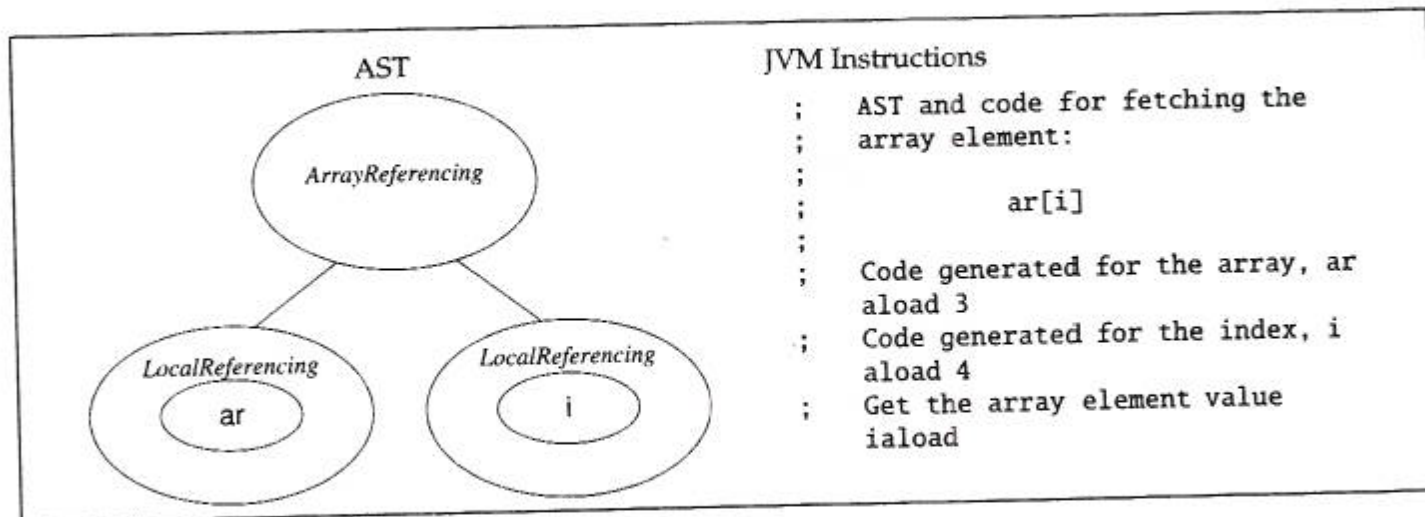 AST
ArrayReferencing
LocalReferencing
ar
LocalReferencing
i
JVM Instructions
; AST and code for fetching the
; array element:
;
; ar[i]
;
; Code generated for the array, ar
aload 3
; Code generated for the index, i
aload 4
; Get the array element value
iaload